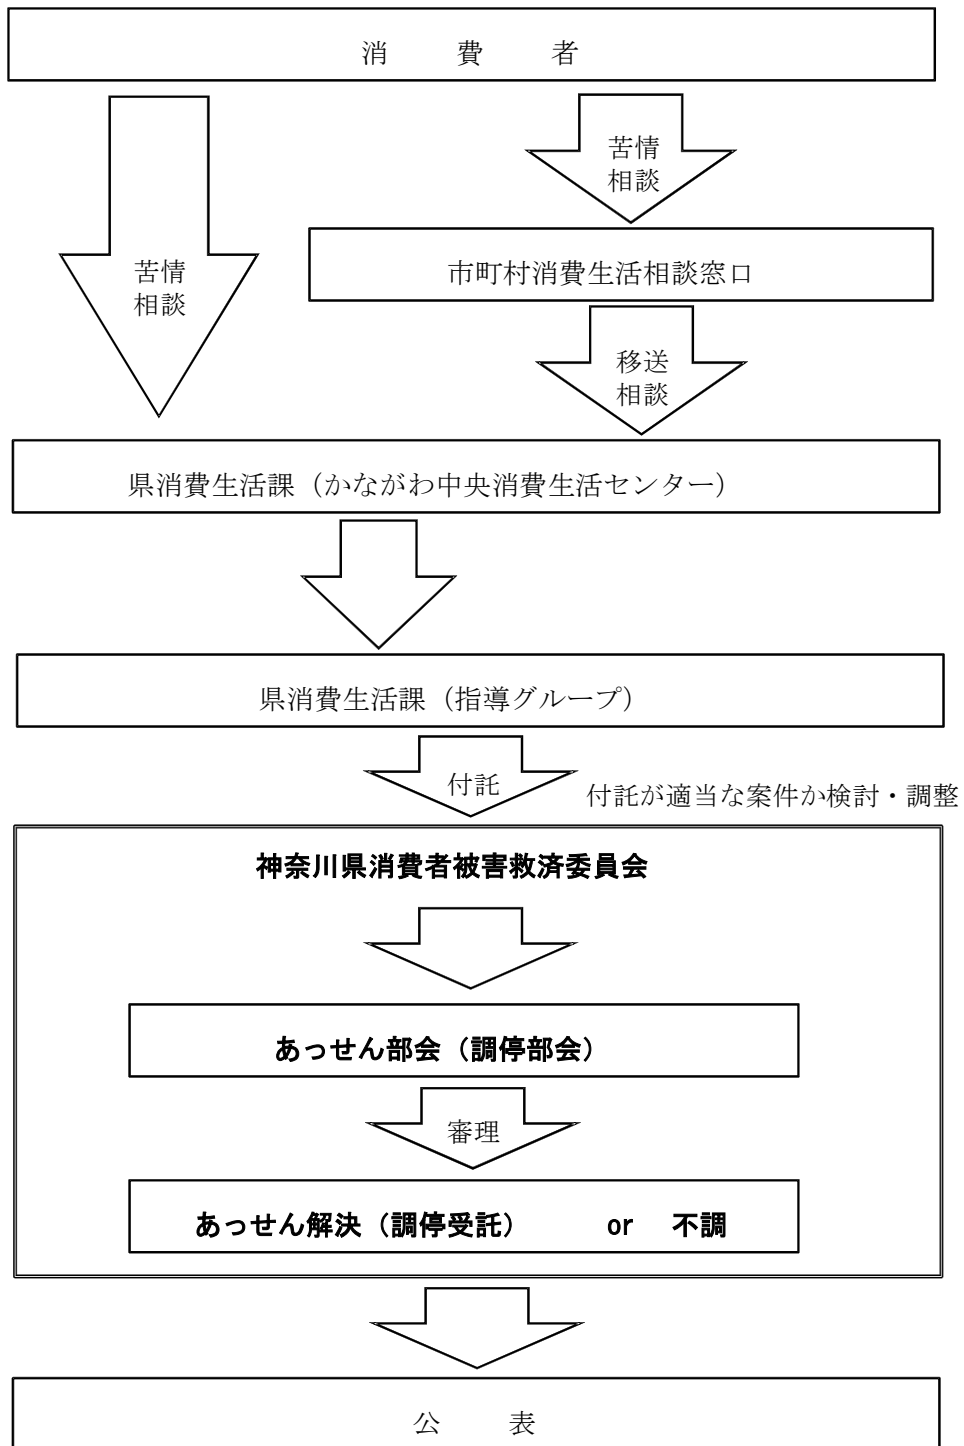 消　費　者
苦情
相談
市町村消費生活相談窓口
苦情
相談
移送
相談
県消費生活課（かながわ中央消費生活センター）
県消費生活課（指導グループ）
付託
付託が適当な案件か検討・調整
神奈川県消費者被害救済委員会
あっせん部会（調停部会）
審理
あっせん解決（調停受託）　or　不調
公　表